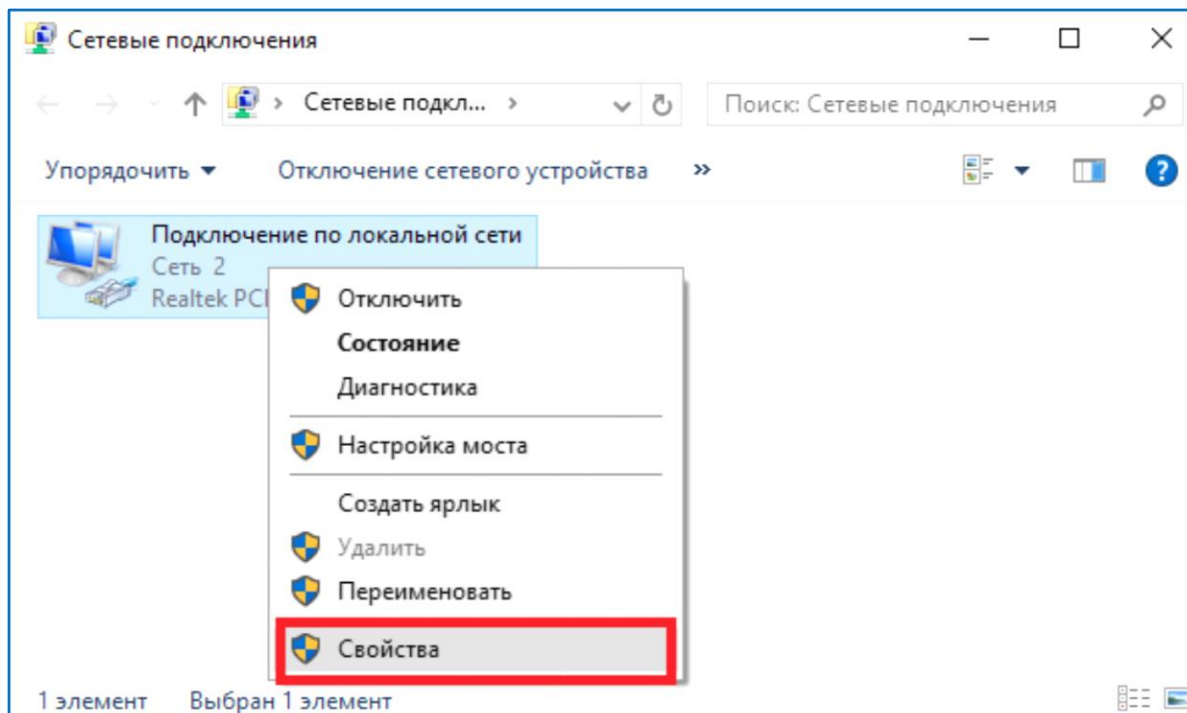 Сетевые подключения
Сетевые подкл...
Поиск: Сетевые подключения
Упорядочить
Отключение сетевого устройства
»
Подключение по локальной сети
Сеть 2
Realtek
Отключить
Состояние
Диагностика
Настройка моста
Создать ярлык
Удалить
Переименовать
Свойства
1 элемент
Выбран 1 элемент